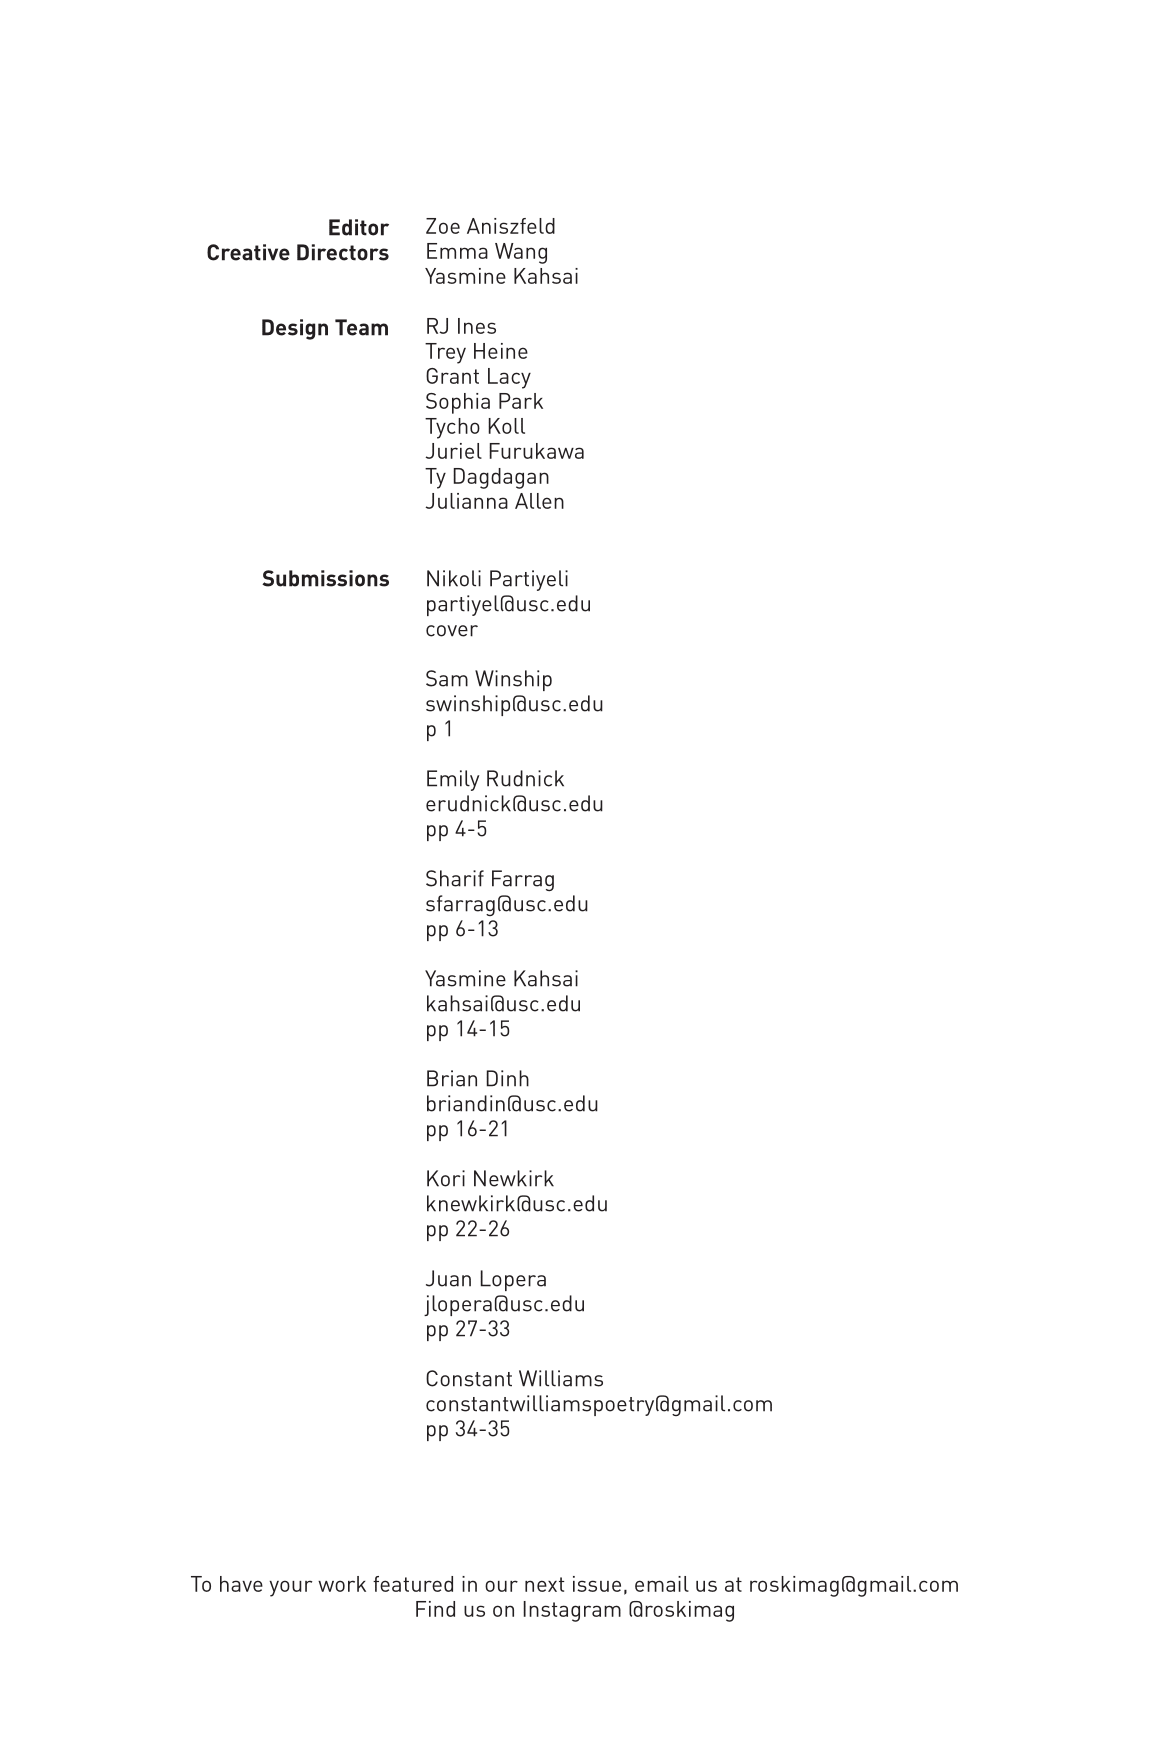 Editor Zoe Aniszfeld
Creative Directors Emma Wang
Yasmine Kahsai
Design Team RJ Ines
Trey Heine
Grant Lacy
Sophia Park
Tycho Koll
Juriel Furukawa
Ty Dagdagan
Julianna Allen
Submissions Nikoli Partiyeli
partiyel@usc.edu
cover
Sam Winship
swinship@usc.edu
p 1
Emily Rudnick
erudnick@usc.edu
pp 4-5
Sharif Farrag
sfarrag@usc.edu
pp 6-13
Yasmine Kahsai
kahsai@usc.edu
pp 14-15
Brian Dinh
briandin@usc.edu
pp 16-21
Kori Newkirk
knewkirk@usc.edu
pp 22-26
Juan Lopera
jlopera@usc.edu
pp 27-33
Constant Williams
constantwilliamspoetry@gmail.com
pp 34-35
To have your work featured in our next issue, email us at roskimag@gmail.com
Find us on Instagram @roskimag